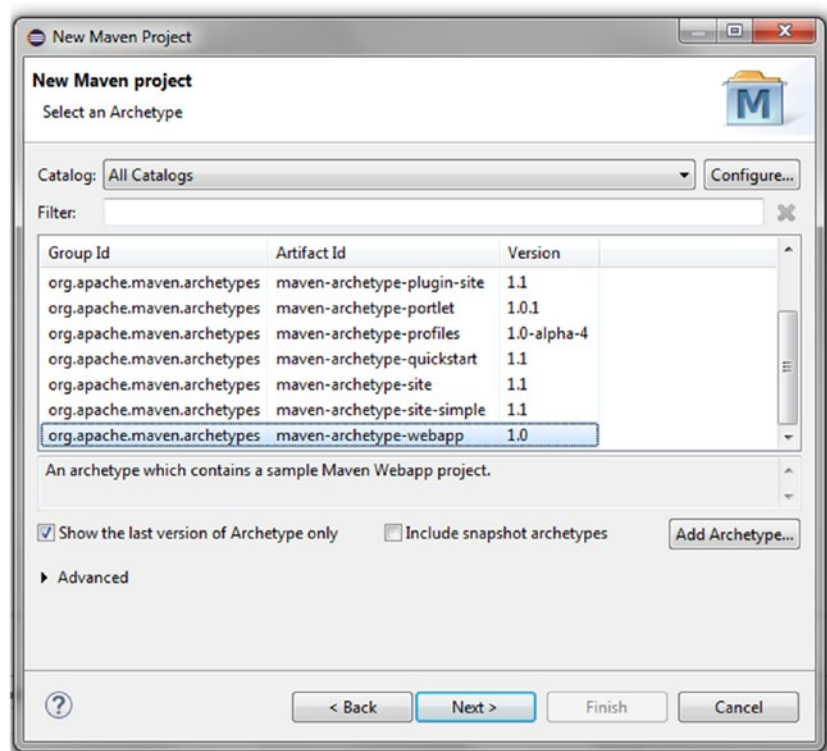 New Maven Project
New Maven project
Select an Archetype
M
Catalog: All Catalogs Configure...
Filter:
Group Id Artifact Id Version
org.apache.maven.archetypes maven-archetype-plugin-site 1.1
org.apache.maven.archetypes maven-archetype-portlet 1.0.1
org.apache.maven.archetypes maven-archetype-profiles 1.0-alpha-4
org.apache.maven.archetypes maven-archetype-quickstart 1.1
org.apache.maven.archetypes maven-archetype-site 1.1
org.apache.maven.archetypes maven-archetype-site-simple 1.1
org.apache.maven.archetypes maven-archetype-webapp 1.0
An archetype which contains a sample Maven Webapp project.
Show the last version of Archetype only Include snapshot archetypes Add Archetype...
Advanced
? < Back Next > Finish Cancel